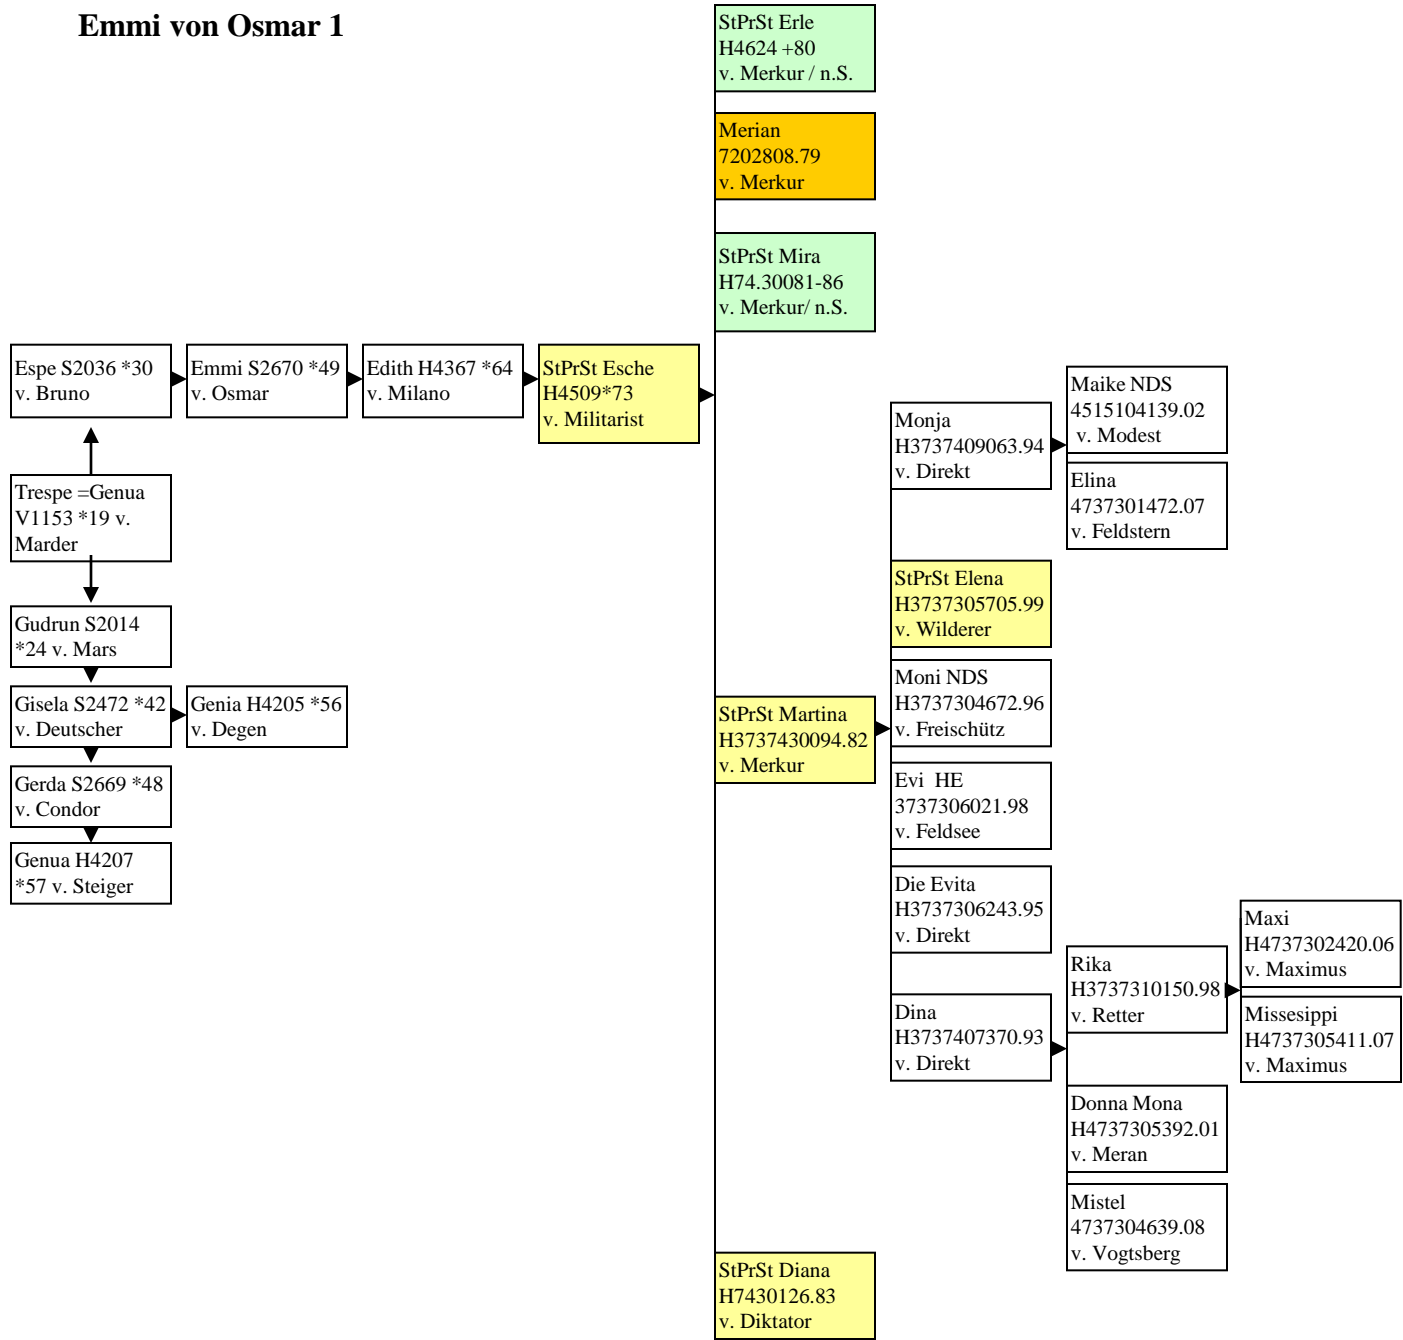 Emmi von Osmar 1
StPrSt Erle
H4624 +80
v. Merkur / n.S.
Merian
7202808.79
v. Merkur
StPrSt Mira
H74.30081-86
v. Merkur/ n.S.
Espe S2036 *30
v. Bruno
Emmi S2670 *49
v. Osmar
Edith H4367 *64
v. Milano
StPrSt Esche
H4509*73
v. Militarist
Trespe =Genua
V1153 *19 v.
Marder
Gudrun S2014
*24 v. Mars
Gisela S2472 *42
v. Deutscher
Genia H4205 *56
v. Degen
Gerda S2669 *48
v. Condor
Genua H4207
*57 v. Steiger
StPrSt Martina
H3737430094.82
v. Merkur
Monja
H3737409063.94
v. Direkt
Maike NDS
4515104139.02
v. Modest
Elina
4737301472.07
v. Feldstern
StPrSt Elena
H3737305705.99
v. Wilderer
Moni NDS
H3737304672.96
v. Freischütz
Evi  HE
3737306021.98
v. Feldsee
Die Evita
H3737306243.95
v. Direkt
Dina
H3737407370.93
v. Direkt
Rika
H3737310150.98
v. Retter
Maxi
H4737302420.06
v. Maximus
Missesippi
H4737305411.07
v. Maximus
Donna Mona
H4737305392.01
v. Meran
Mistel
4737304639.08
v. Vogtsberg
StPrSt Diana
H7430126.83
v. Diktator